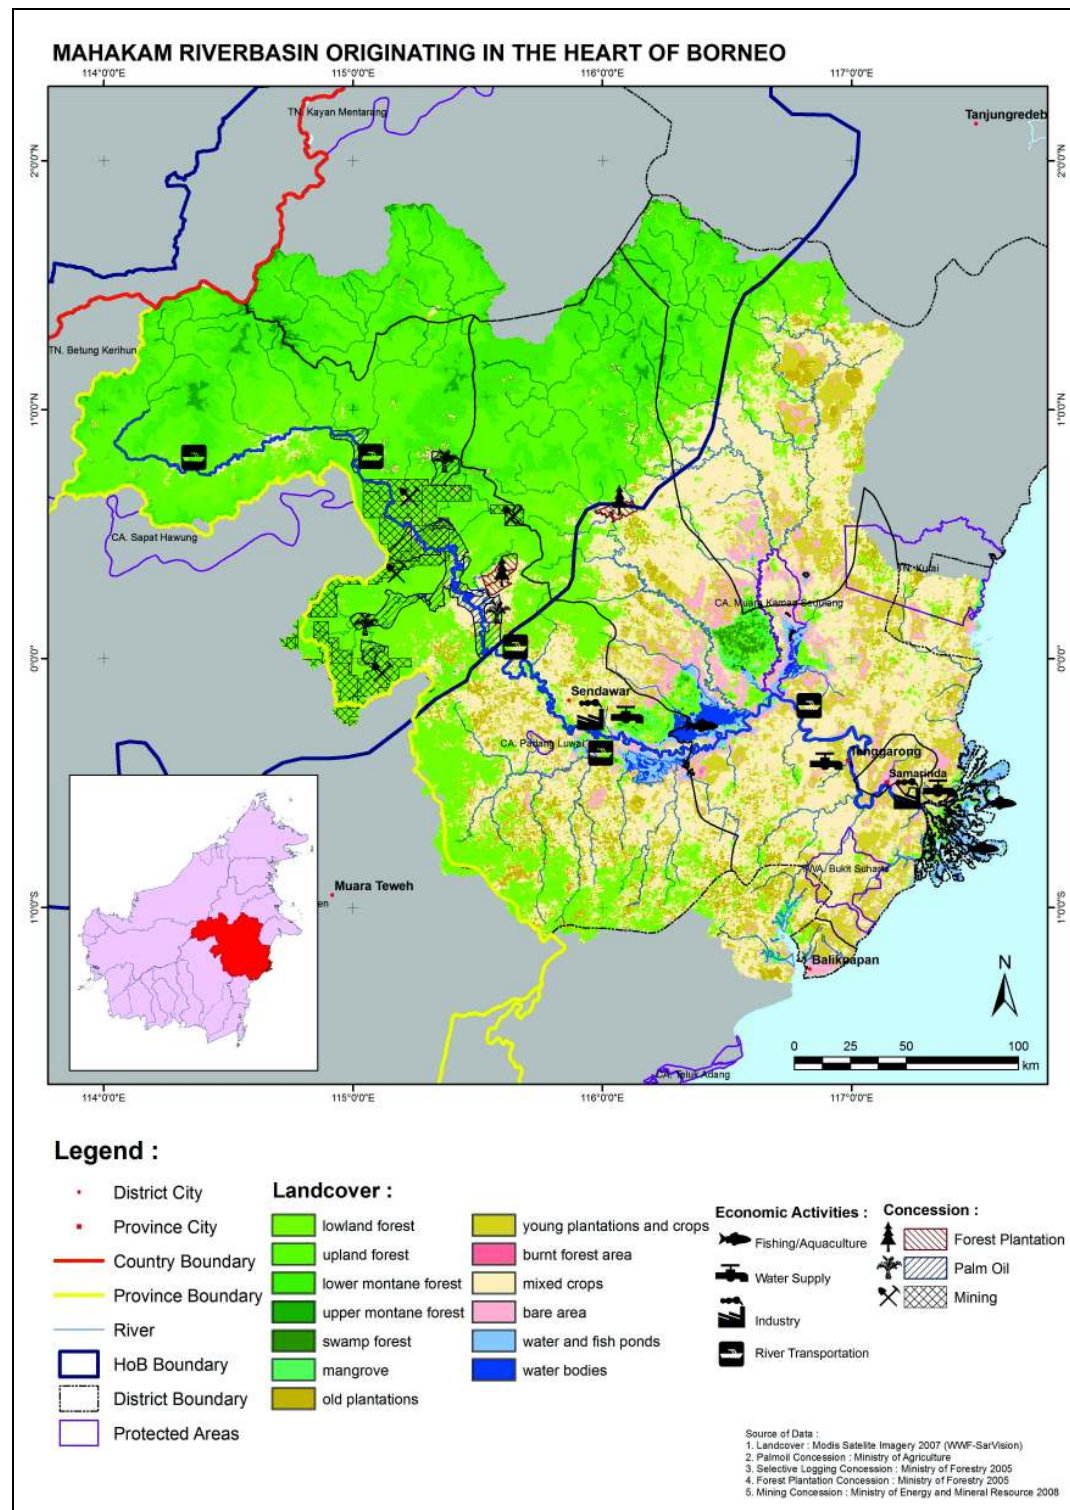 MAHAKAM RIVERBASIN ORIGINATING IN THE HEART OF BORNEO
114°0'0"E 115°0'0"E 116°0'0"E 117°0'0"E
TN. Kayan Mentarang
Tanjungredeb
2°0'0"N 2°0'0"N
TN. Betung Kerihun
1°0'0"N 1°0'0"N
CA. Sapat Hawung
TN. Kutai
CA. Muara Kaman Sedulang
0°0'0" 0°0'0"
Sendawar
CA. Padang Luwai
Tenggarong
Samarinda
Bukit Suharto
Muara Teweh
en
1°0'0"S 1°0'0"S
Balikpapan
N
0 25 50 100
km
CA. Teluk Adang
114°0'0"E 115°0'0"E 116°0'0"E 117°0'0"E
Legend :
District City
Province City
Country Boundary
Province Boundary
River
HoB Boundary
District Boundary
Protected Areas
Landcover :
lowland forest
upland forest
lower montane forest
upper montane forest
swamp forest
mangrove
old plantations
young plantations and crops
burnt forest area
mixed crops
bare area
water and fish ponds
water bodies
Economic Activities :
Fishing/Aquaculture
Water Supply
Industry
River Transportation
Concession :
Forest Plantation
Palm Oil
Mining
Source of Data :
1. Landcover : Modis Satelite Imagery 2007 (WWF-SarVision)
2. Palmoil Concession : Ministry of Agriculture
3. Selective Logging Concession : Ministry of Forestry 2005
4. Forest Plantation Concession : Ministry of Forestry 2005
5. Mining Concession : Ministry of Energy and Mineral Resource 2008